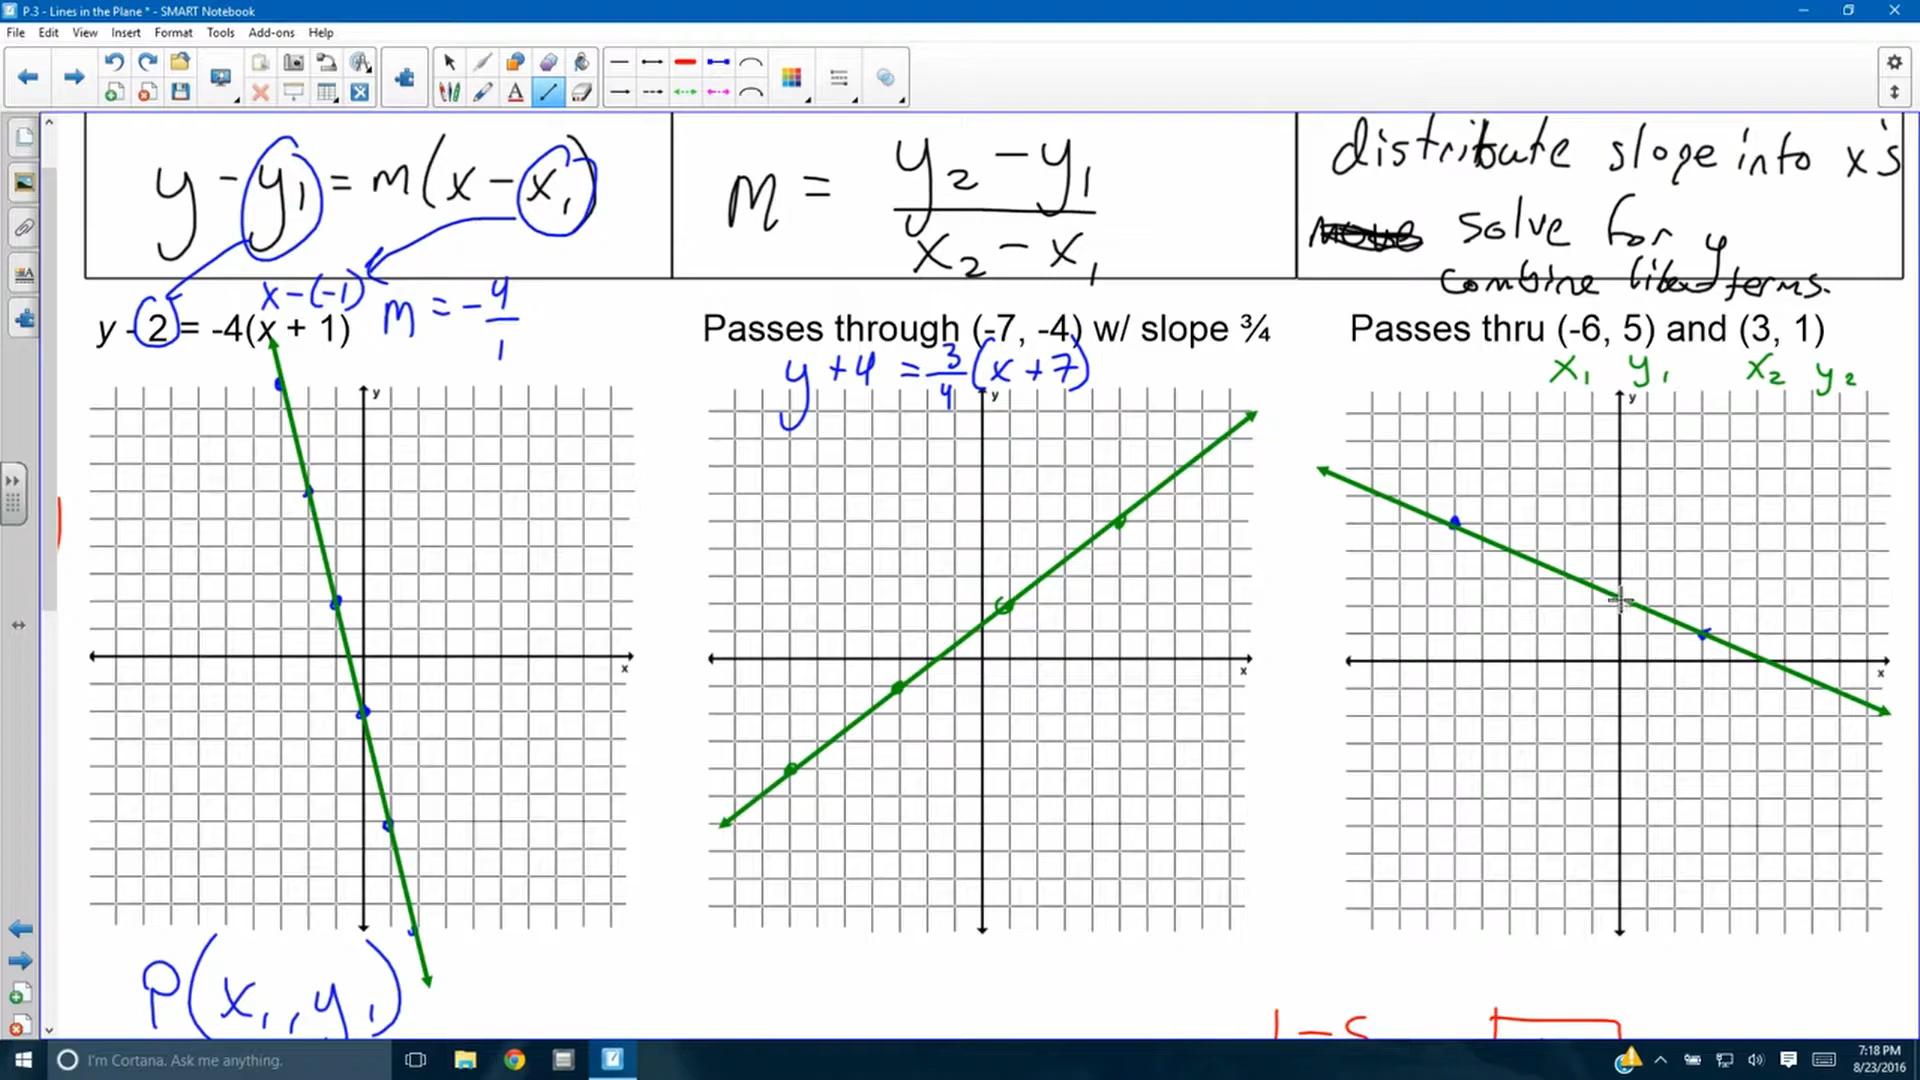 P.3 - Lines in the Plane * - SMART Notebook
File Edit View Insert Format Tools Add-ons Help
y - y₁ = m(x - x₁)
m = y₂ - y₁ / x₂ - x₁
distribute slope into x's
solve for y
combine like terms.
x-(-1)
m = -4/1
y - 2 = -4(x + 1)
Passes through (-7, -4) w/ slope ¾
Passes thru (-6, 5) and (3, 1)
y + 4 = 3/4 (x + 7)
x₁ y₁ x₂ y₂
y
y
y
x
x
x
P(x₁, y₁)
1-5
I'm Cortana. Ask me anything.
7:18 PM
8/23/2016